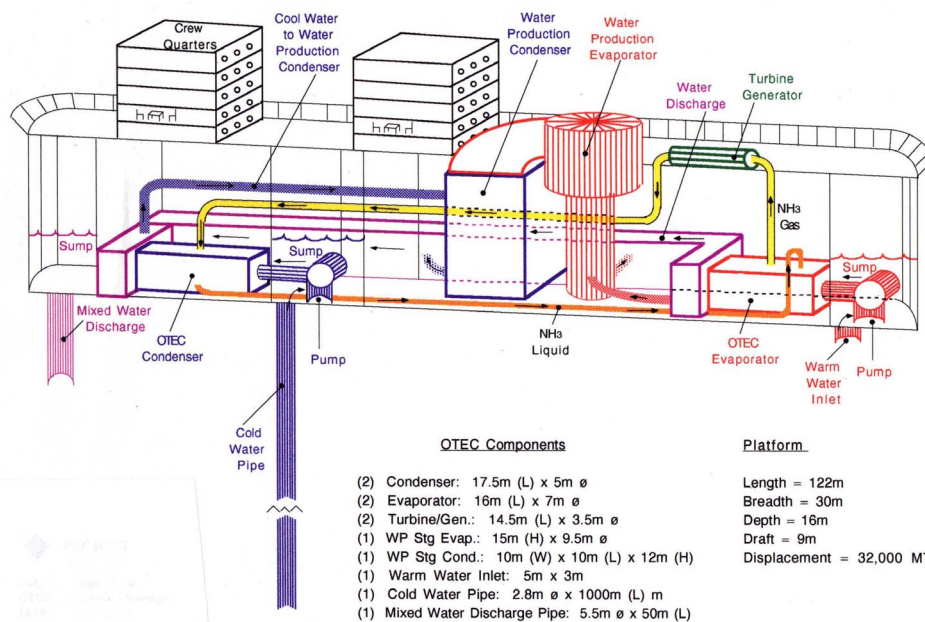 Crew
Quarters
Cool Water
to Water
Production
Condenser
Water
Production
Condenser
Water
Production
Evaporator
Water
Discharge
Turbine
Generator
NH3
Gas
Sump
Sump
Sump
Mixed Water
Discharge
OTEC
Condenser
Pump
NH3
Liquid
OTEC
Evaporator
Warm
Water
Inlet
Pump
Cold
Water
Pipe
OTEC Components
(2) Condenser: 17.5m (L) x 5m ø
(2) Evaporator: 16m (L) x 7m ø
(2) Turbine/Gen.: 14.5m (L) x 3.5m ø
(1) WP Stg Evap.: 15m (H) x 9.5m ø
(1) WP Stg Cond.: 10m (W) x 10m (L) x 12m (H)
(1) Warm Water Inlet: 5m x 3m
(1) Cold Water Pipe: 2.8m ø x 1000m (L) m
(1) Mixed Water Discharge Pipe: 5.5m ø x 50m (L)
Platform
Length = 122m
Breadth = 30m
Depth = 16m
Draft = 9m
Displacement = 32,000